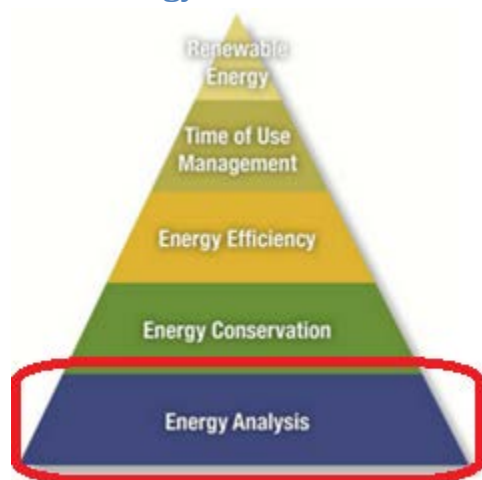 Renewable
Energy
Time of Use
Management
Energy Efficiency
Energy Conservation
Energy Analysis